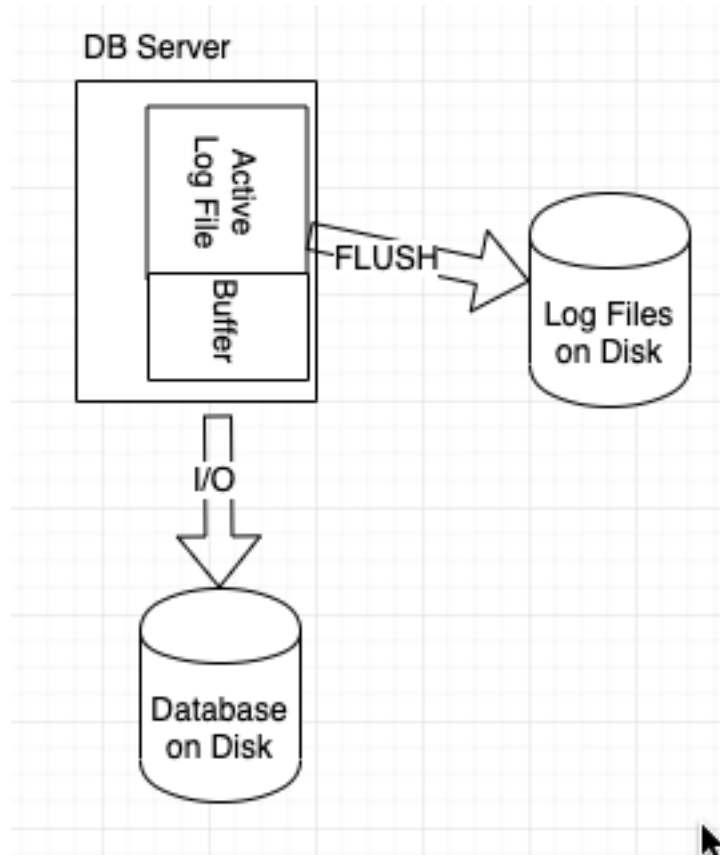 DB Server
Active
Log File
Buffer
FLUSH
Log Files
on Disk
I/O
Database
on Disk